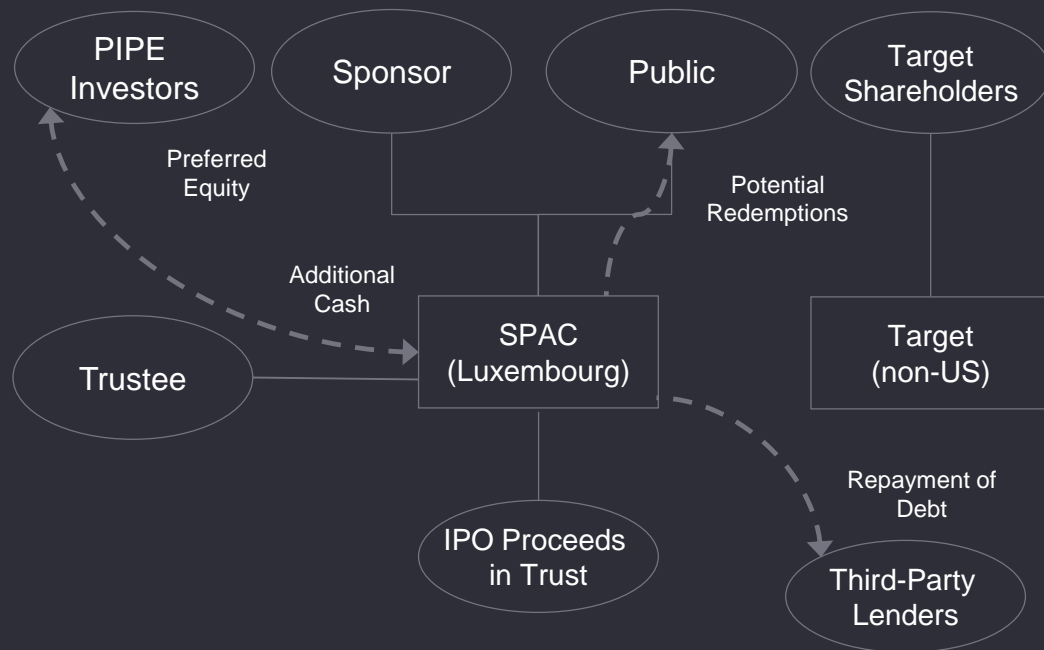 PIPE
Investors
Sponsor
Public
Target
Shareholders
Preferred
Equity
Potential
Redemptions
Additional
Cash
SPAC
(Luxembourg)
Target
(non-US)
Trustee
Repayment of
Debt
IPO Proceeds
in Trust
Third-Party
Lenders